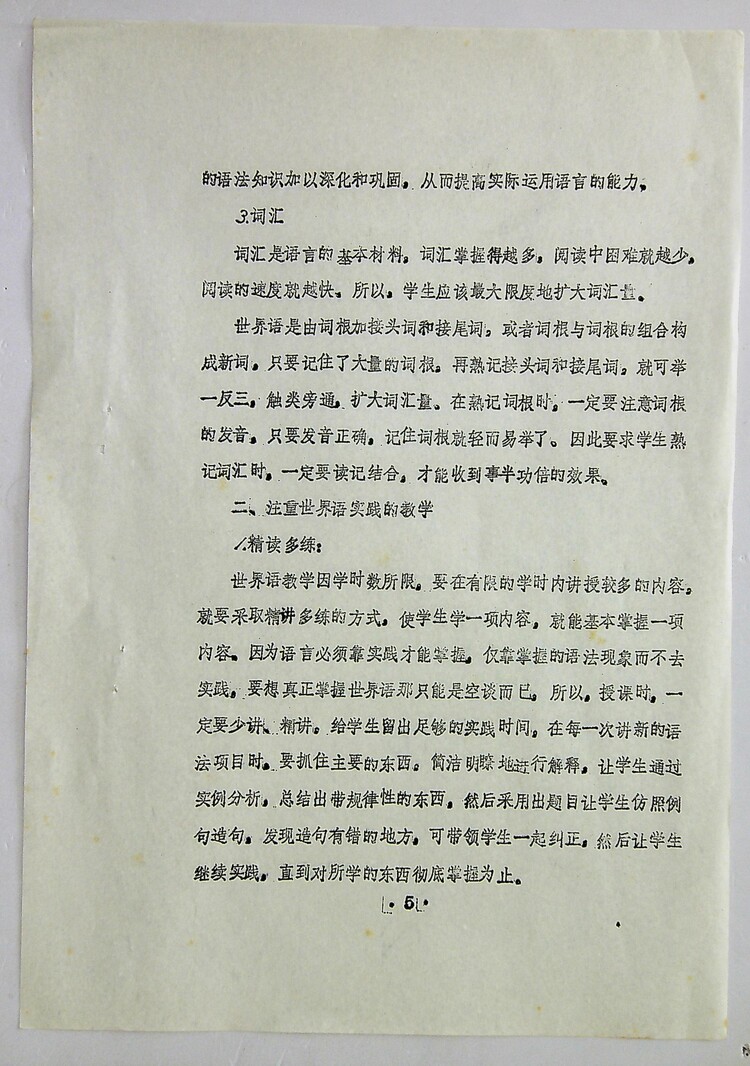 的语法知识加以深化和巩固。从而提高实际运用语言的能力。
3.词汇
词汇是语言的基本材料。词汇掌握得越多，阅读中困难就越少。
阅读的速度就越快。所以，学生应该最大限度地扩大词汇量。
世界语是由词根加接头词和接尾词，或者词根与词根的组合构
成新词。只要记住了大量的词根。再熟记接头词和接尾词，就可举
一反三，触类旁通，扩大词汇量。在熟记词根时，一定要注意词根
的发音。只要发音正确，记住词根就轻而易举了。因此要求学生熟
记词汇时，一定要读记结合，才能收到事半功倍的效果。
二、注重世界语实践的教学
1.精读多练：
世界语教学因学时数所限，要在有限的学时内讲授较多的内容，
就要采取精讲多练的方式，使学生学一项内容，就能基本掌握一项
内容。因为语言必须靠实践才能掌握，仅靠掌握的语法现象而不去
实践，要想真正掌握世界语那只能是空谈而已。所以，授课时，一
定要少讲、精讲。给学生留出足够的实践时间，在每一次讲新的语
法项目时，要抓住主要的东西。简洁明瞭地进行解释，让学生通过
实例分析，总结出带规律性的东西，然后采用出题目让学生仿照例
句造句。发现造句有错的地方，可带领学生一起纠正，然后让学生
继续实践，直到对所学的东西彻底掌握为止。
·5·